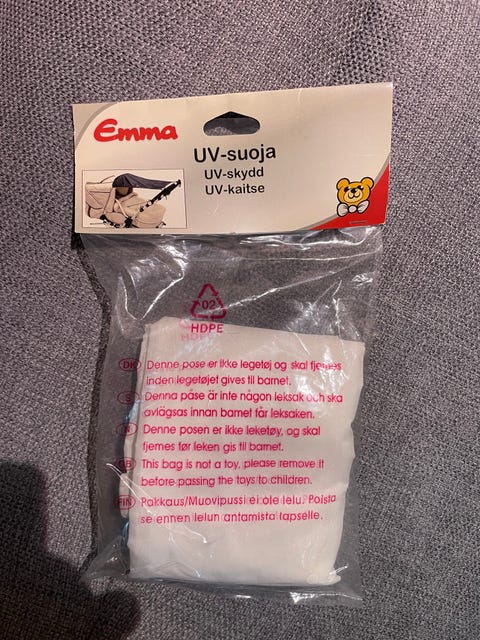 Emma
UV-suoja
UV-skydd
UV-kaitse
02
HDPE
DK Denne pose er ikke legetøj og skal fjernes
inden legetøjet gives til barnet.
S Denna påse är inte någon leksak och ska
avlägsas innan barnet får leksaken.
N Denne posen er ikke leketøy, og skal
fjernes før leken gis til barnet.
GB This bag is not a toy, please remove it
before passing the toys to children.
FIN Pakkaus/Muovipussi ei ole lelu. Poista
se ennen lelun antamista lapselle.